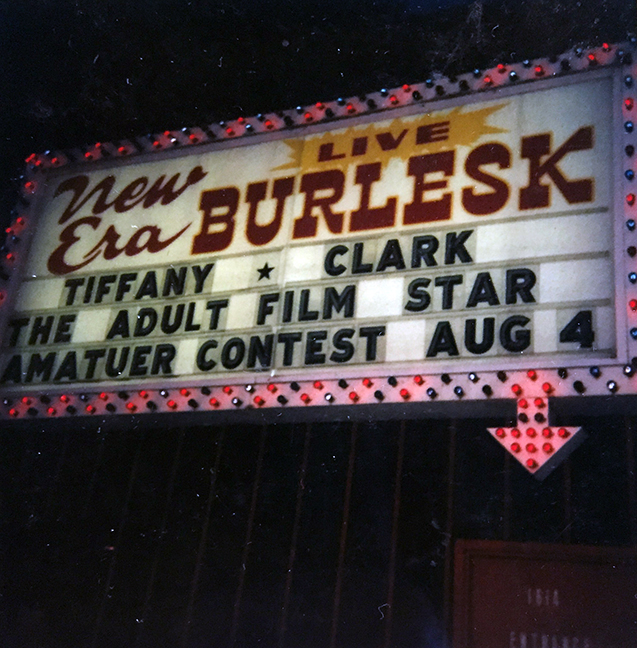 LIVE
New Era BURLESK
TIFFANY ★ CLARK
THE ADULT FILM STAR
AMATUER CONTEST AUG 4
ENTRANCE